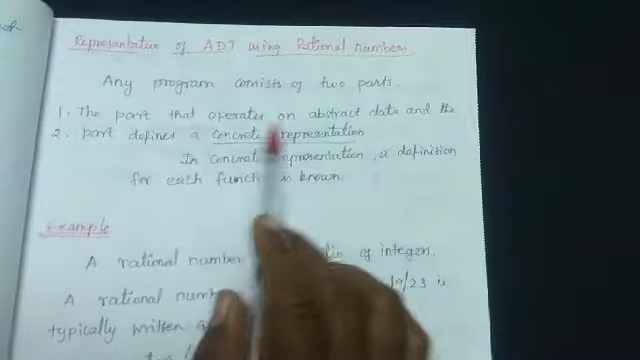 Representation of ADT using Rational numbers
Any program consists of two parts.
1. The part that operates on abstract data and the
2. part defines a concrete representation
In concrete representation, a definition
for each function is known.
Example
A rational number of integers.
A rational 19/23 is
typically written